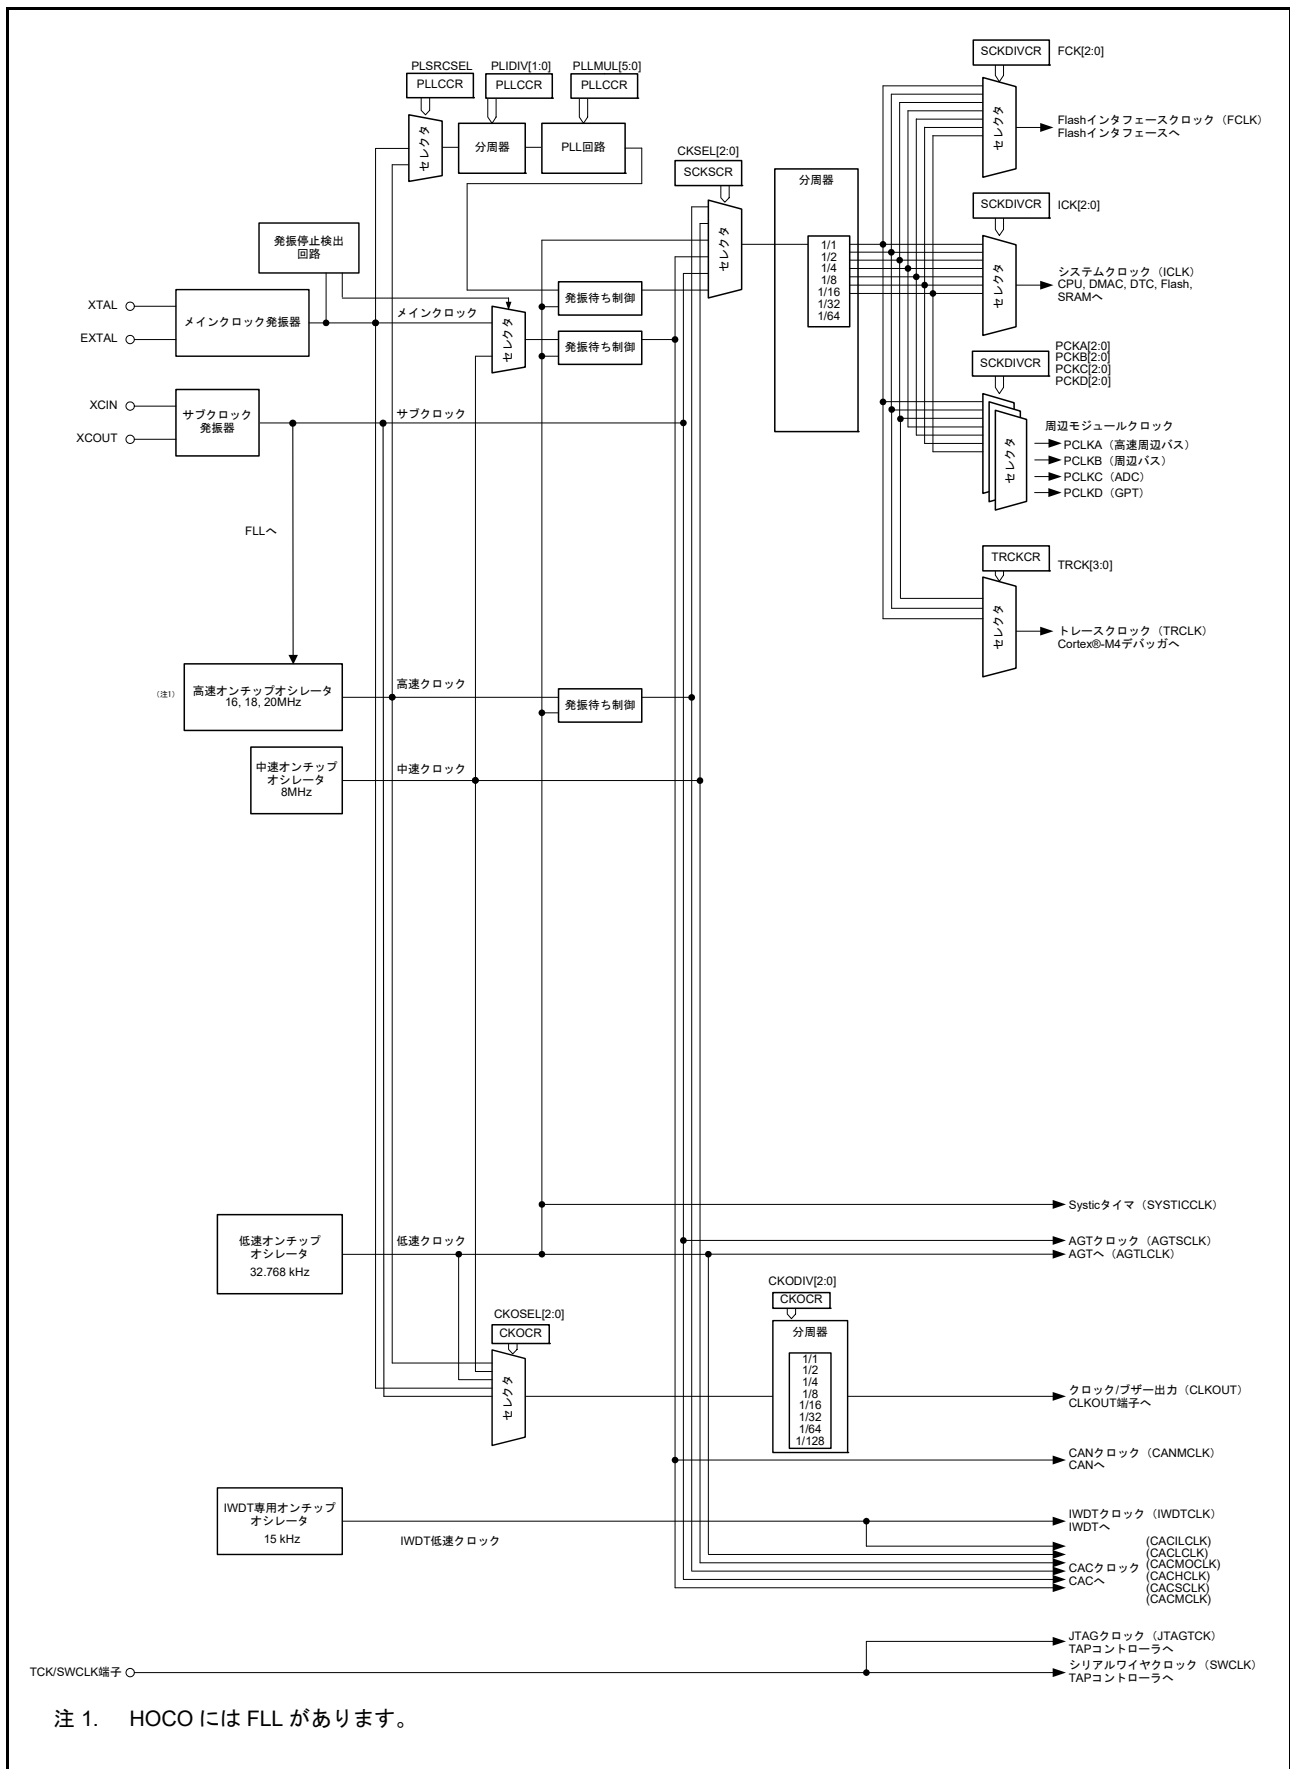 PLSRCSEL
PLLCCR
PLIDIV[1:0]
PLLCCR
PLLMUL[5:0]
PLLCCR
セレクタ
分周器
PLL回路
CKSEL[2:0]
SCKSCR
セレクタ
分周器
1/1
1/2
1/4
1/8
1/16
1/32
1/64
SCKDIVCR
FCK[2:0]
セレクタ
Flashインタフェースクロック（FCLK）
Flashインタフェースへ
SCKDIVCR
ICK[2:0]
セレクタ
システムクロック（ICLK）
CPU, DMAC, DTC, Flash,
SRAMへ
SCKDIVCR
PCKA[2:0]
PCKB[2:0]
PCKC[2:0]
PCKD[2:0]
セレクタ
周辺モジュールクロック
PCLKA（高速周辺バス）
PCLKB（周辺バス）
PCLKC（ADC）
PCLKD（GPT）
TRCKCR
TRCK[3:0]
セレクタ
トレースクロック（TRCLK）
Cortex®-M4デバッガへ
発振停止検出
回路
XTAL
EXTAL
メインクロック発振器
メインクロック
セレクタ
発振待ち制御
発振待ち制御
XCIN
XCOUT
サブクロック
発振器
サブクロック
FLLへ
（注1）
高速オンチップオシレータ
16, 18, 20MHz
高速クロック
発振待ち制御
中速オンチップ
オシレータ
8MHz
中速クロック
低速オンチップ
オシレータ
32.768 kHz
低速クロック
Systicタイマ（SYSTICCLK）
AGTクロック（AGTSCLK）
AGTへ（AGTLCLK）
CKOSEL[2:0]
CKOCR
セレクタ
CKODIV[2:0]
CKOCR
分周器
1/1
1/2
1/4
1/8
1/16
1/32
1/64
1/128
クロック/ブザー出力（CLKOUT）
CLKOUT端子へ
CANクロック（CANMCLK）
CANへ
IWDT専用オンチップ
オシレータ
15 kHz
IWDT低速クロック
IWDTクロック（IWDTCLK）
IWDTへ
CACクロック
CACへ
(CACILCLK)
(CACLCLK)
(CACMOCLK)
(CACHCLK)
(CACSCLK)
(CACMCLK)
JTAGクロック（JTAGTCK）
TAPコントローラへ
TCK/SWCLK端子
シリアルワイヤクロック（SWCLK）
TAPコントローラへ
注 1. HOCO には FLL があります。